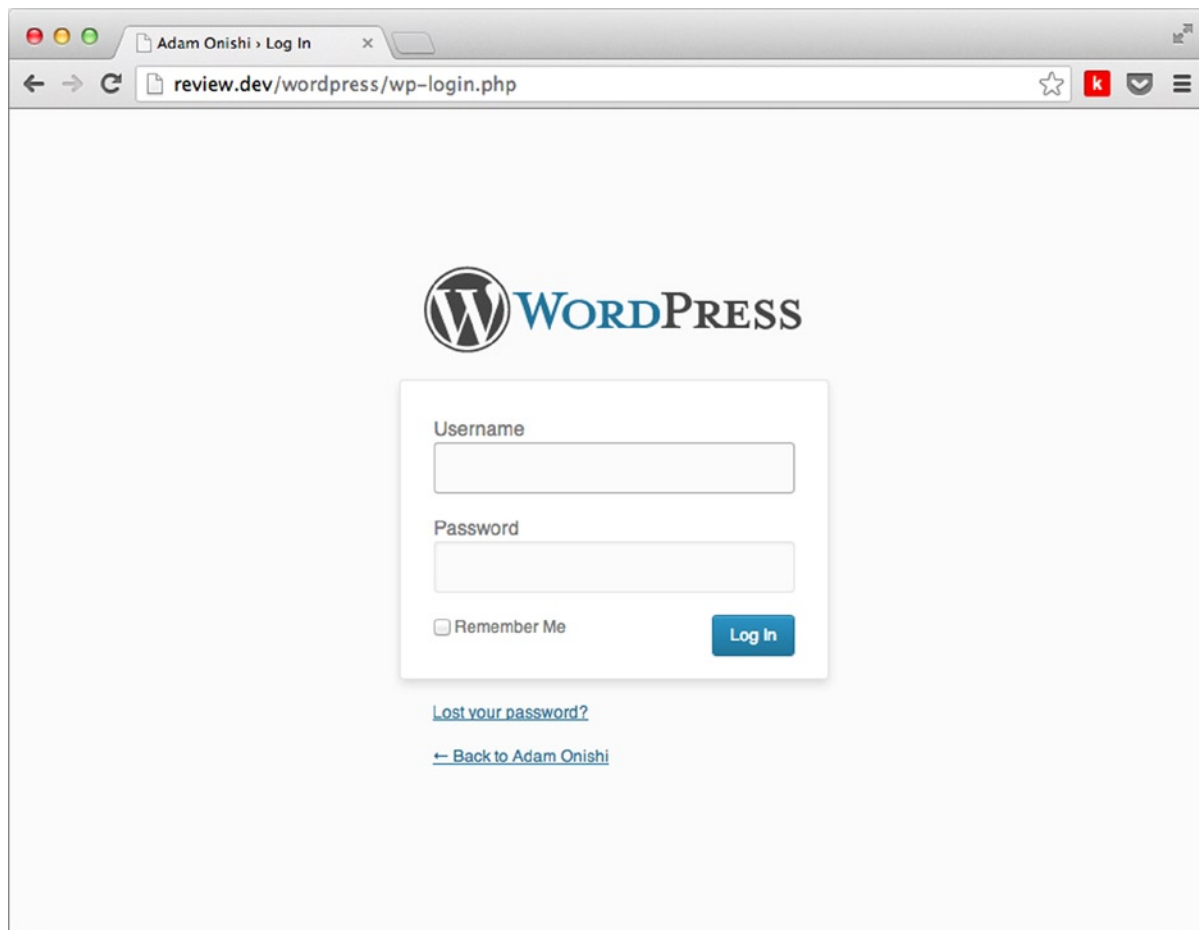 Adam Onishi › Log In
review.dev/wordpress/wp-login.php
k
WORDPRESS
Username
Password
Remember Me
Log In
Lost your password?
← Back to Adam Onishi